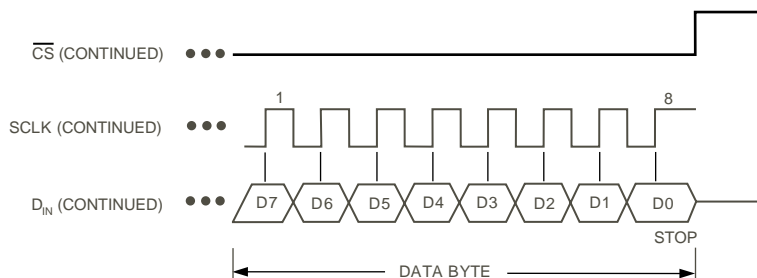 CS (CONTINUED)
1 8
SCLK (CONTINUED)
DIN (CONTINUED) D7 D6 D5 D4 D3 D2 D1 D0
STOP
DATA BYTE